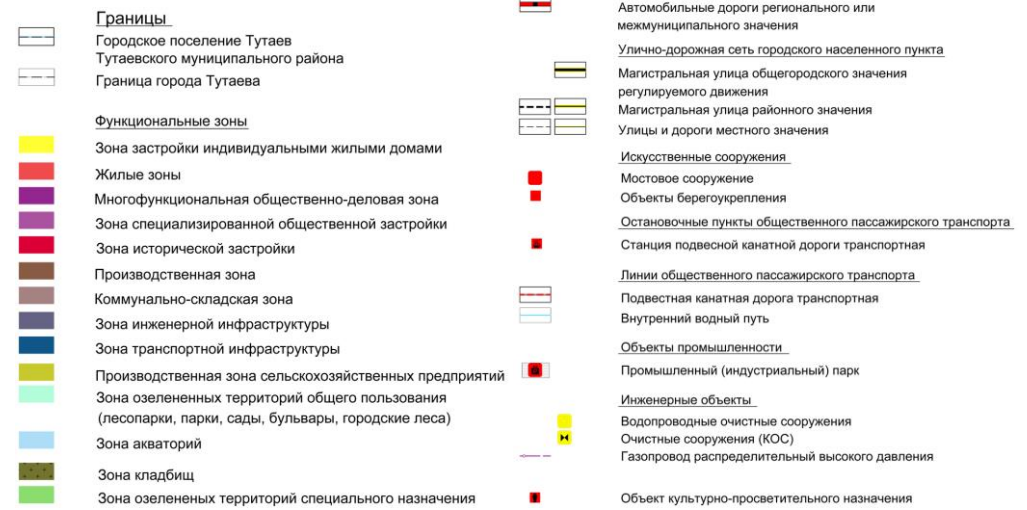 Границы
Городское поселение Тутаев
Тутаевского муниципального района
Граница города Тутаева
Функциональные зоны
Зона застройки индивидуальными жилыми домами
Жилые зоны
Многофункциональная общественно-деловая зона
Зона специализированной общественной застройки
Зона исторической застройки
Производственная зона
Коммунально-складская зона
Зона инженерной инфраструктуры
Зона транспортной инфраструктуры
Производственная зона сельскохозяйственных предприятий
Зона озелененных территорий общего пользования
(лесопарки, парки, сады, бульвары, городские леса)
Зона акваторий
Зона кладбищ
Зона озелененых территорий специального назначения
Автомобильные дороги регионального или
межмуниципального значения
Улично-дорожная сеть городского населенного пункта
Магистральная улица общегородского значения
регулируемого движения
Магистральная улица районного значения
Улицы и дороги местного значения
Искусственные сооружения
Мостовое сооружение
Объекты берегоукрепления
Остановочные пункты общественного пассажирского транспорта
Станция подвесной канатной дороги транспортная
Линии общественного пассажирского транспорта
Подвестная канатная дорога транспортная
Внутренний водный путь
Объекты промышленности
Промышленный (индустриальный) парк
Инженерные объекты
Водопроводные очистные сооружения
Очистные сооружения (КОС)
Газопровод распределительный высокого давления
Объект культурно-просветительного назначения